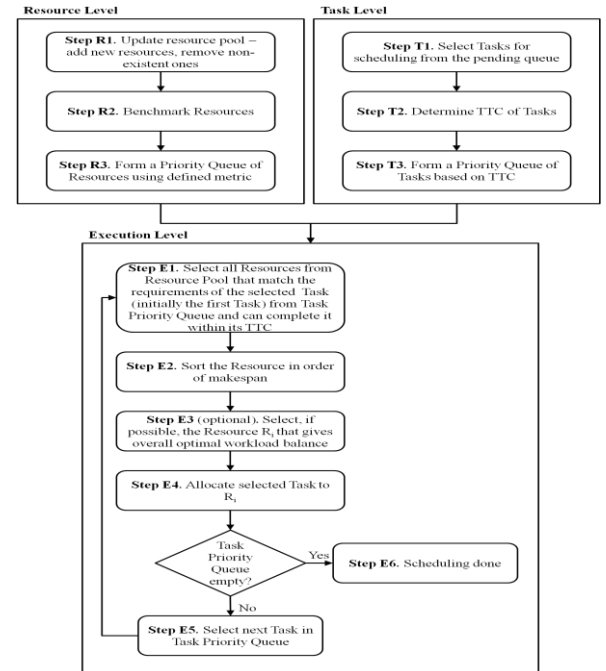 Resource Level
Step R1. Update resource pool –
add new resources, remove non-
existent ones
Step R2. Benchmark Resources
Step R3. Form a Priority Queue of
Resources using defined metric
Task Level
Step T1. Select Tasks for
scheduling from the pending queue
Step T2. Determine TTC of Tasks
Step T3. Form a Priority Queue of
Tasks based on TTC
Execution Level
Step E1. Select all Resources from
Resource Pool that match the
requirements of the selected Task
(initially the first Task) from Task
Priority Queue and can complete it
within its TTC
Step E2. Sort the Resource in order
of makespan
Step E3 (optional). Select, if
possible, the Resource Ri that gives
overall optimal workload balance
Step E4. Allocate selected Task to
Ri
Task
Priority
Queue
empty?
Yes
Step E6. Scheduling done
No
Step E5. Select next Task in
Task Priority Queue